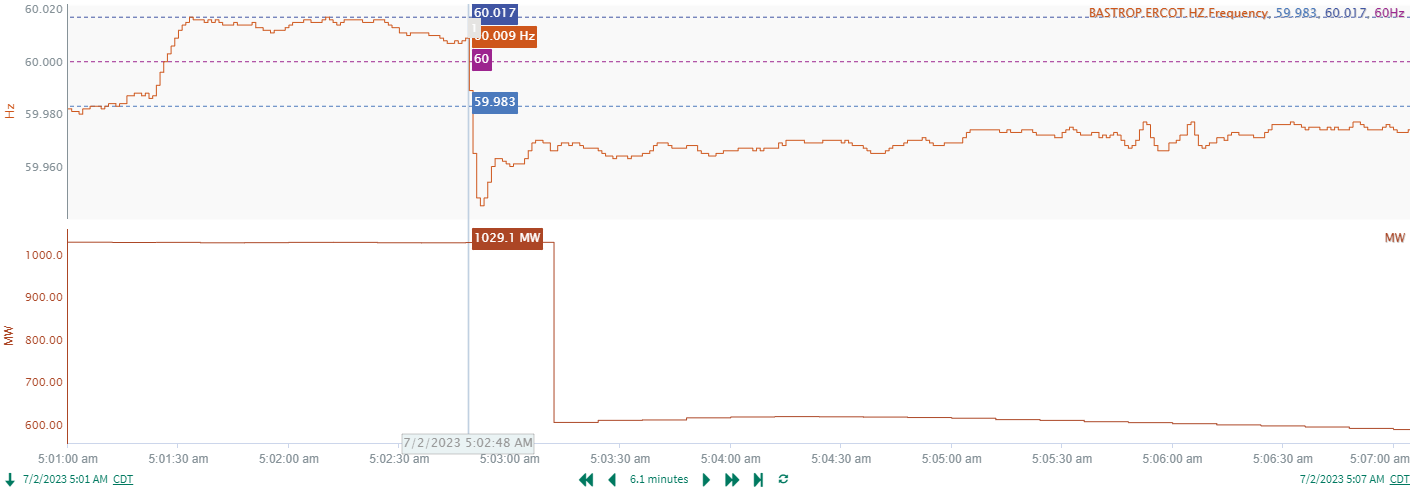 60.020
60.017
BASTROP.ERCOT.HZ.Frequency, 59.983, 60.017, 60Hz
60.009 Hz
60.000
60
59.983
59.980
59.960
Hz
1029.1 MW
MW
1000.00
900.00
800.00
700.00
600.00
MW
7/2/2023 5:02:48 AM
5:01:00 am 5:01:30 am 5:02:00 am 5:02:30 am 5:03:00 am 5:03:30 am 5:04:00 am 5:04:30 am 5:05:00 am 5:05:30 am 5:06:00 am 5:06:30 am 5:07:00 am
7/2/2023 5:01 AM CDT 6.1 minutes 7/2/2023 5:07 AM CDT